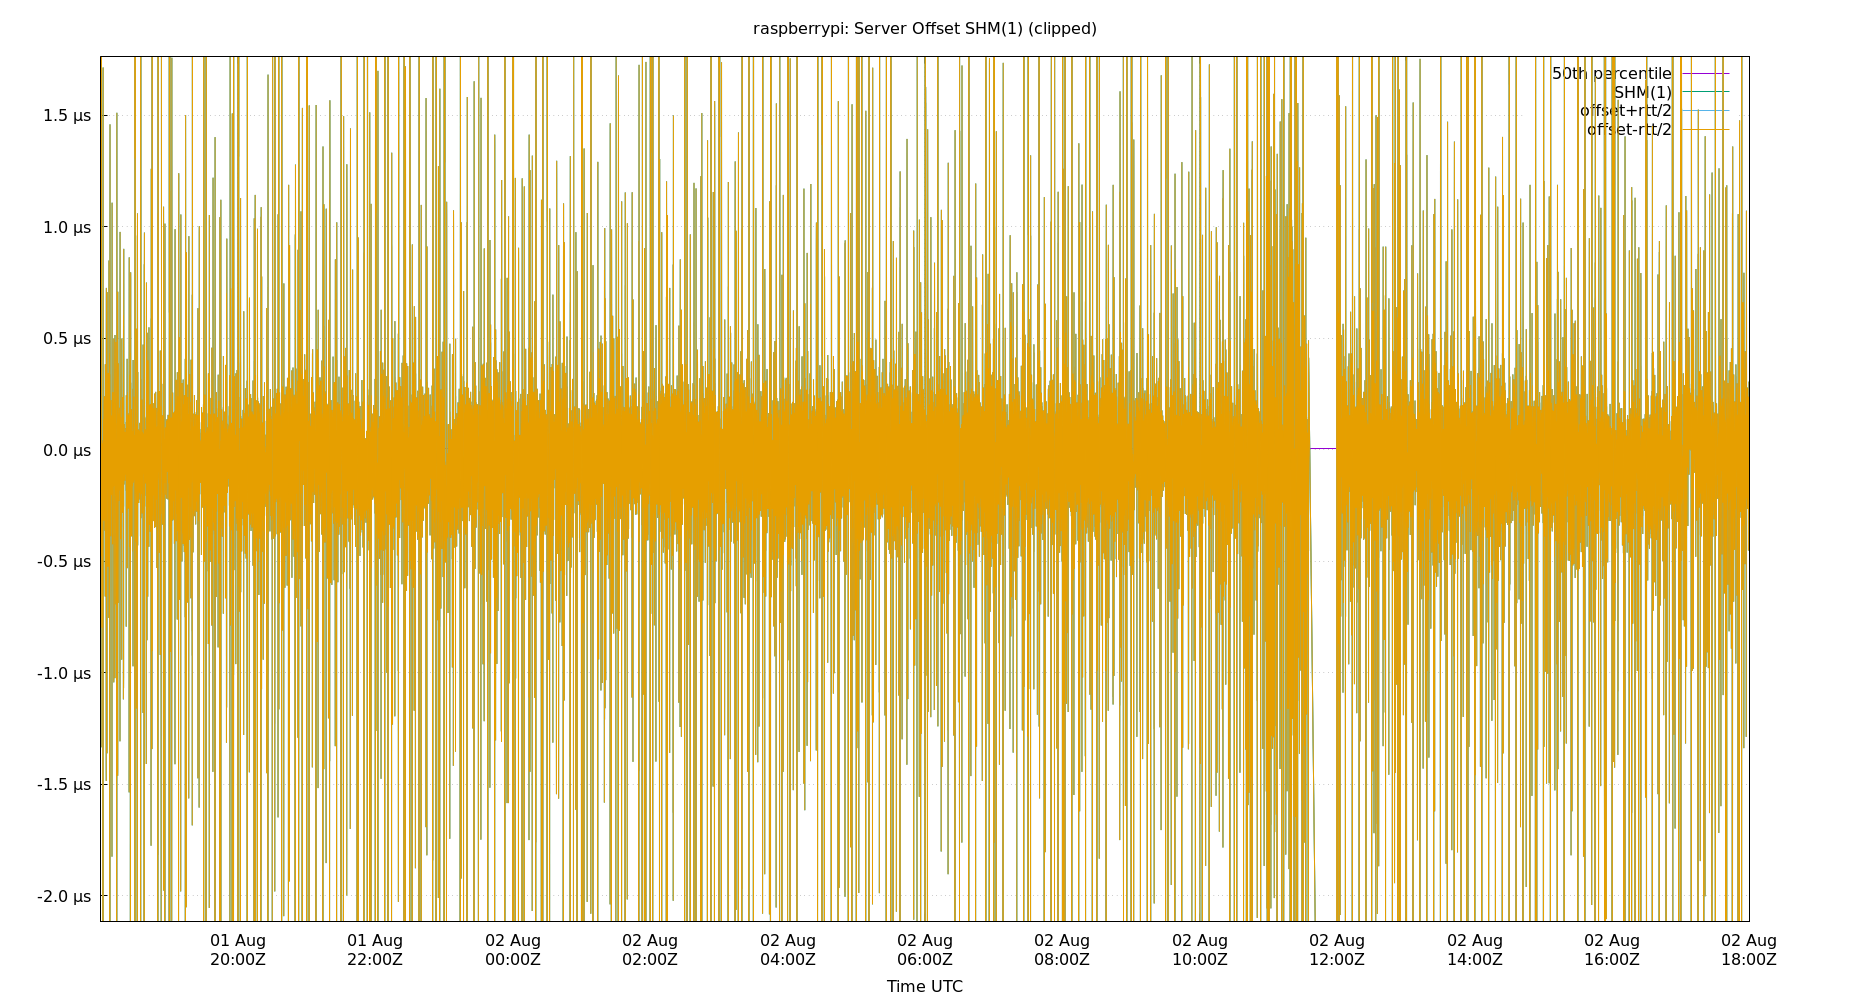 raspberrypi: Server Offset SHM(1) (clipped)
50th percentile
SHM(1)
offset+rtt/2
offset-rtt/2
1.5 µs
1.0 µs
0.5 µs
0.0 µs
-0.5 µs
-1.0 µs
-1.5 µs
-2.0 µs
01 Aug 01 Aug 02 Aug 02 Aug 02 Aug 02 Aug 02 Aug 02 Aug 02 Aug 02 Aug 02 Aug 02 Aug
20:00Z 22:00Z 00:00Z 02:00Z 04:00Z 06:00Z 08:00Z 10:00Z 12:00Z 14:00Z 16:00Z 18:00Z
Time UTC